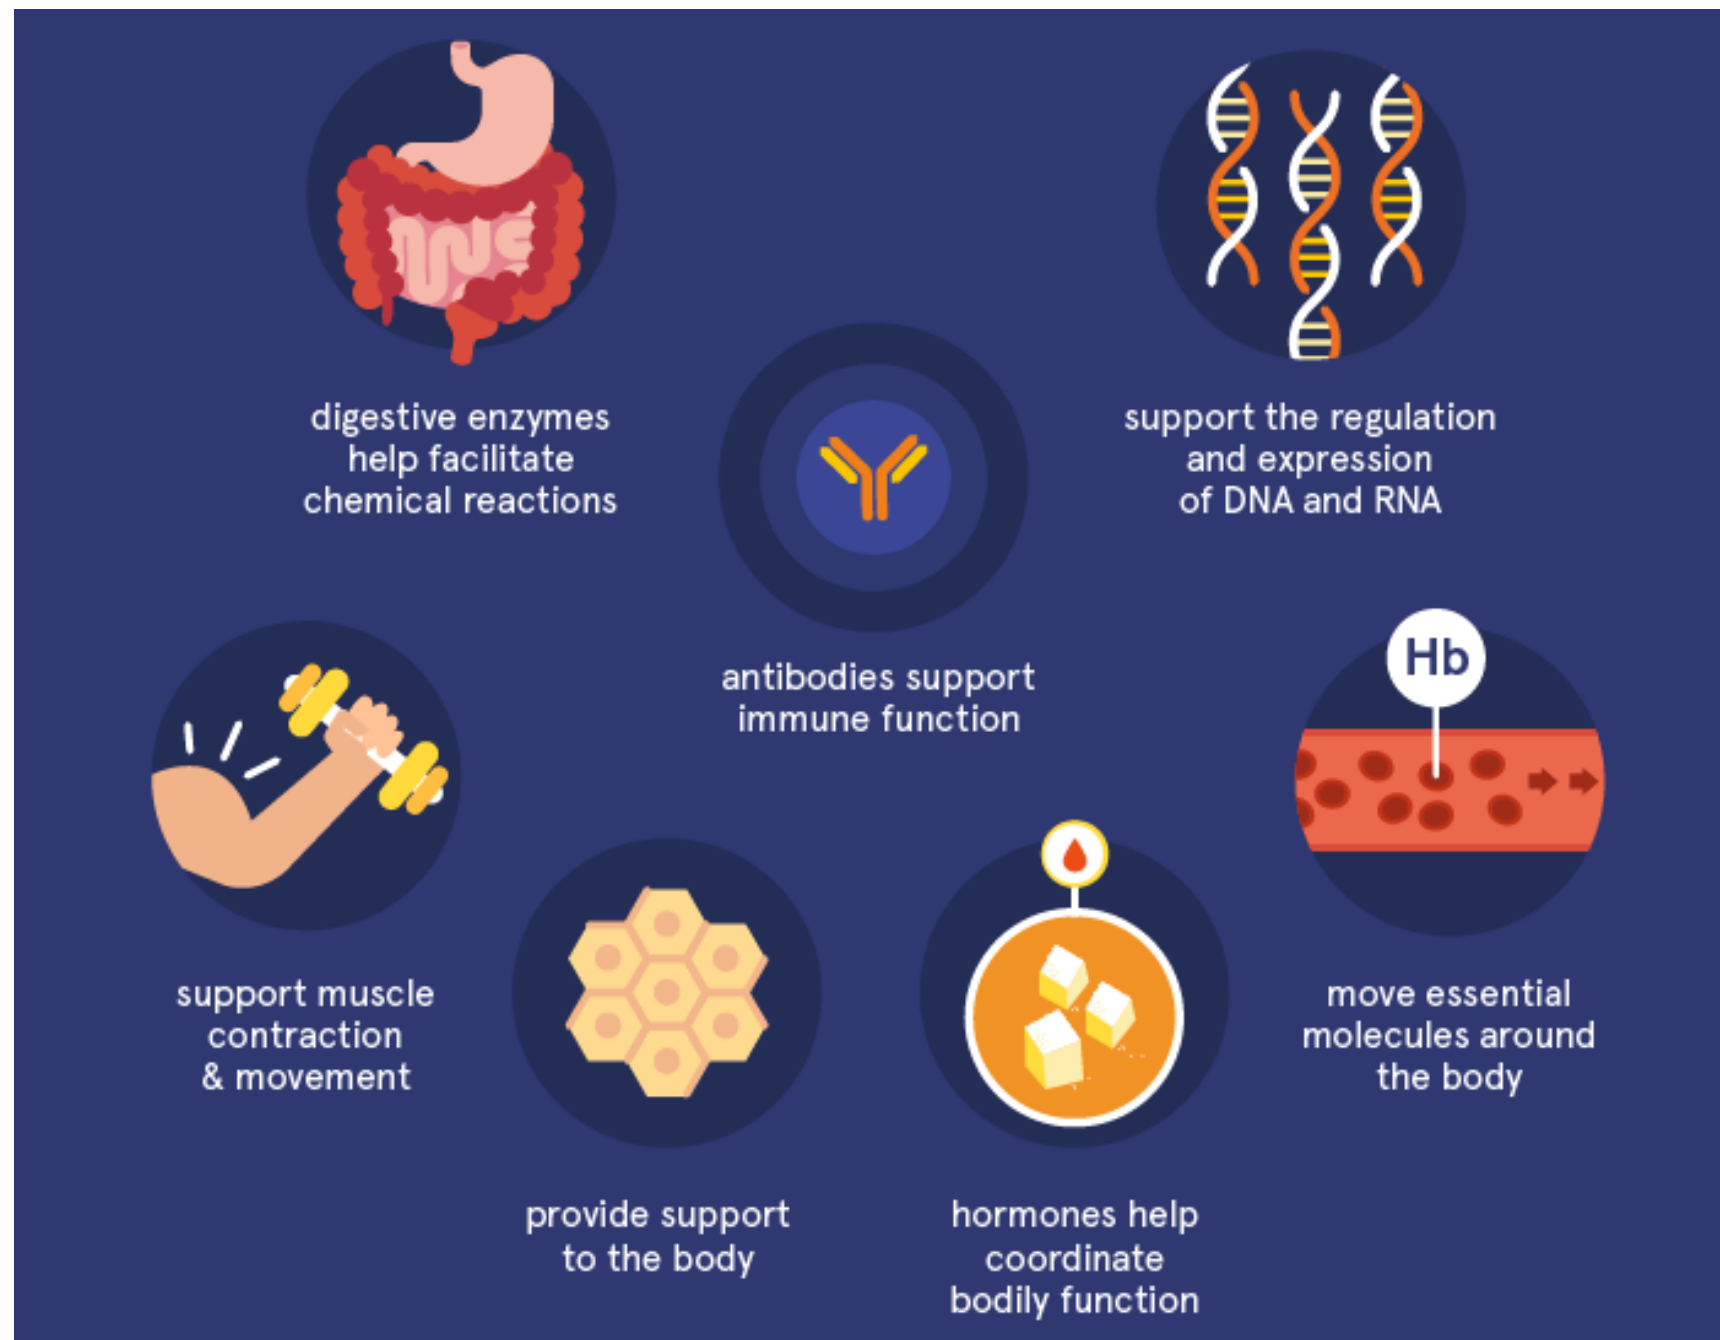 digestive enzymes
help facilitate
chemical reactions
support the regulation
and expression
of DNA and RNA
antibodies support
immune function
Hb
support muscle
contraction
& movement
move essential
molecules around
the body
provide support
to the body
hormones help
coordinate
bodily function